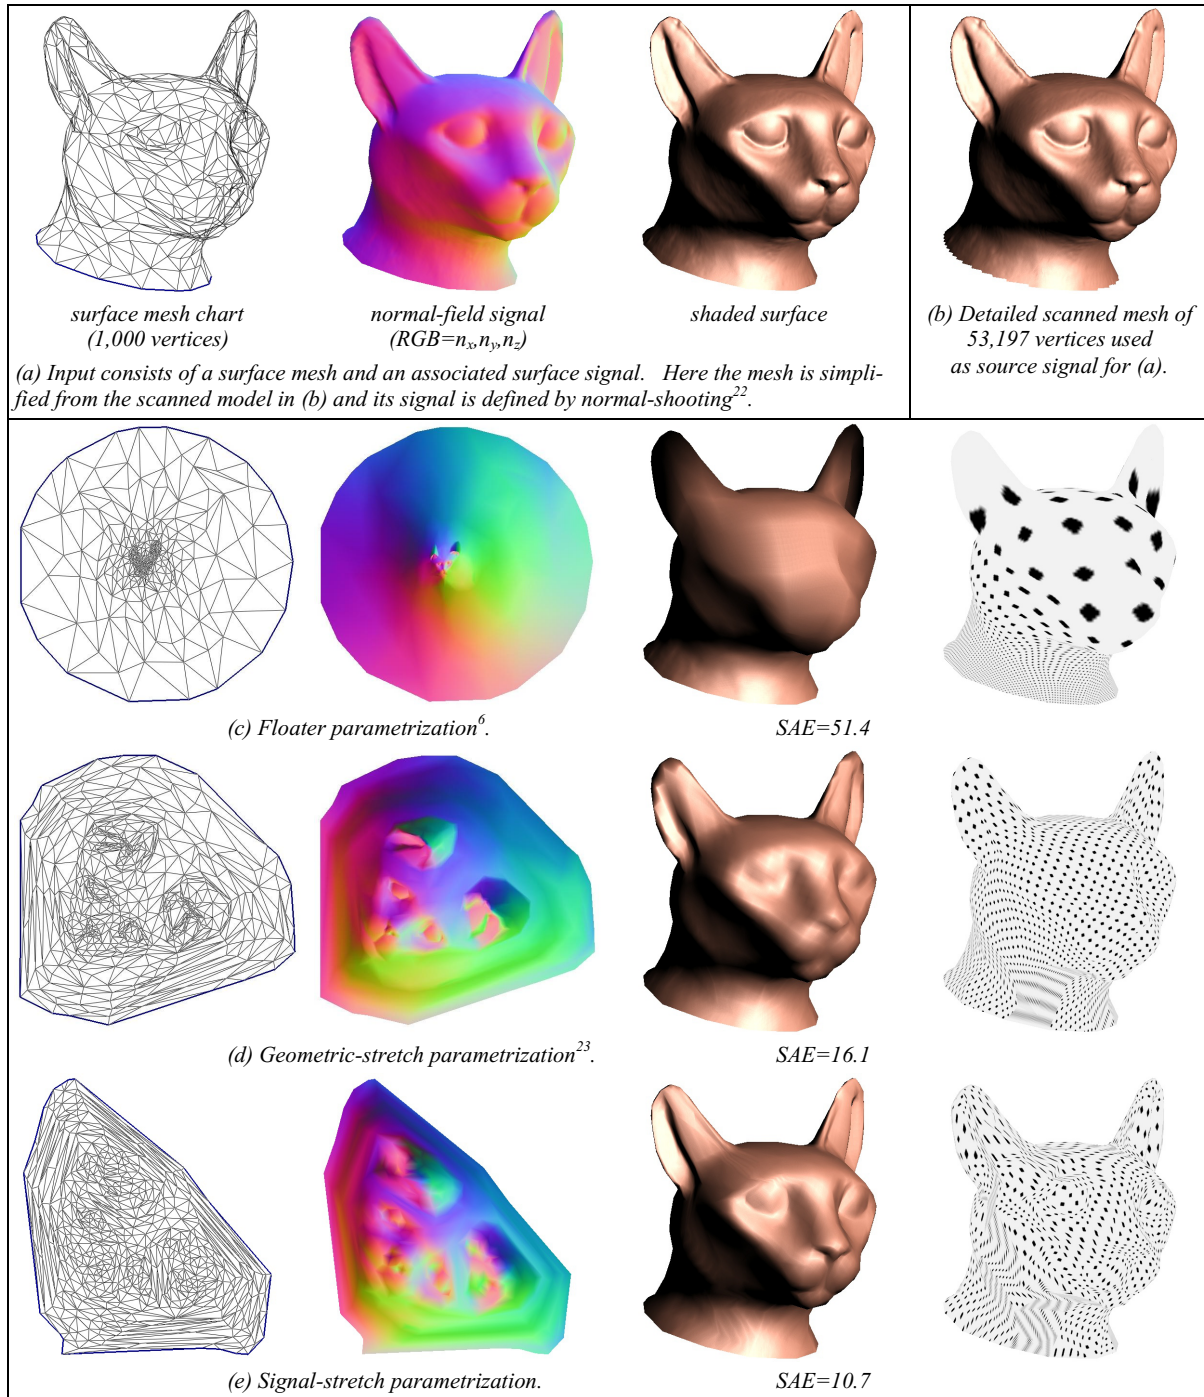 surface mesh chart
(1,000 vertices)
normal-field signal
(RGB=nx,ny,nz)
shaded surface
(a) Input consists of a surface mesh and an associated surface signal. Here the mesh is simpli-
fied from the scanned model in (b) and its signal is defined by normal-shooting22.
(b) Detailed scanned mesh of
53,197 vertices used
as source signal for (a).
(c) Floater parametrization6.
SAE=51.4
(d) Geometric-stretch parametrization23.
SAE=16.1
(e) Signal-stretch parametrization.
SAE=10.7